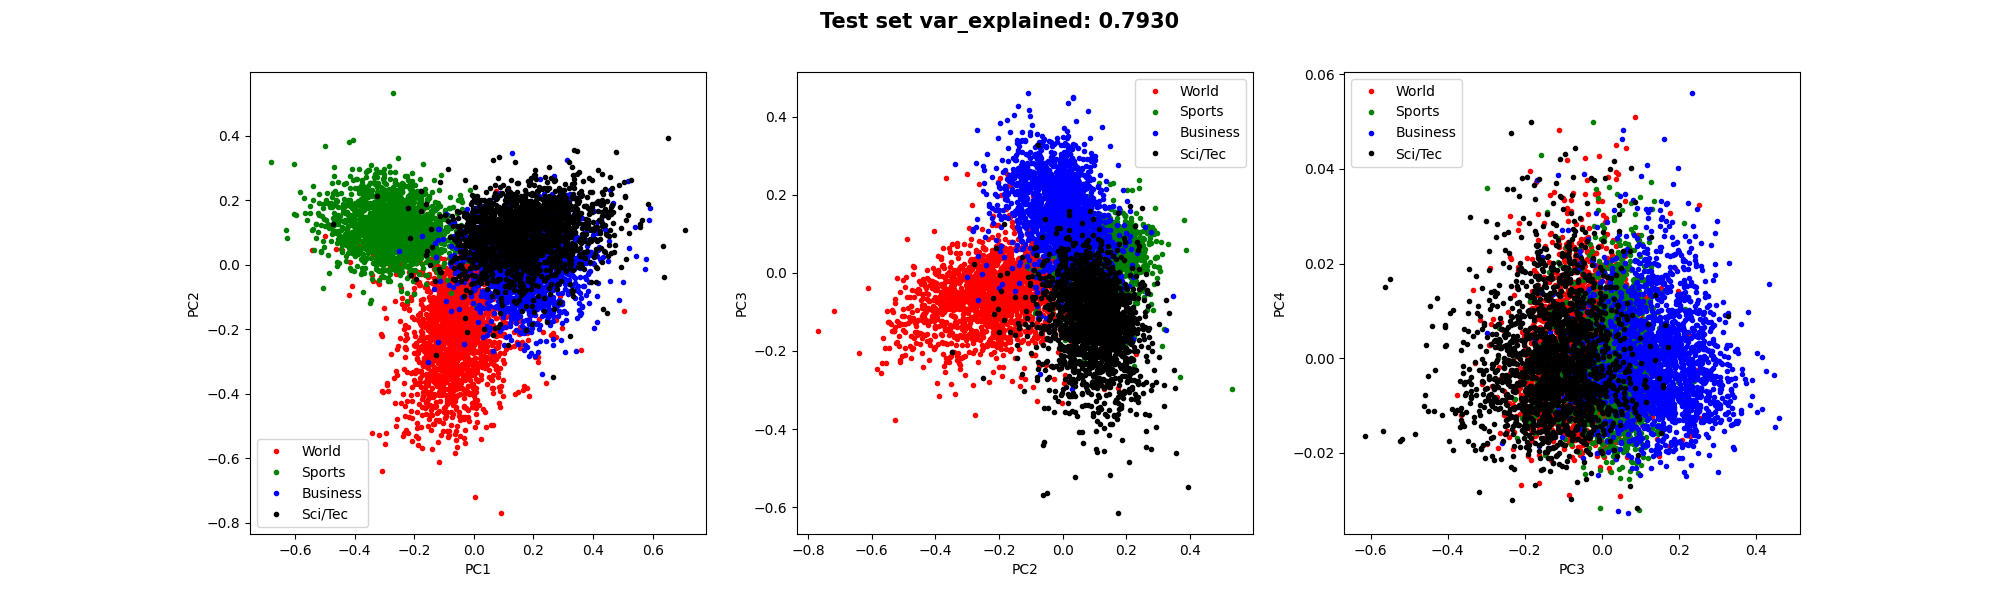 Test set var_explained: 0.7930
0.4
0.2
0.0
−0.2
−0.4
−0.6
−0.8
PC2
−0.6 −0.4 −0.2 0.0 0.2 0.4 0.6
PC1
World
Sports
Business
Sci/Tec
0.4
0.2
0.0
−0.2
−0.4
−0.6
PC3
−0.8 −0.6 −0.4 −0.2 0.0 0.2 0.4
PC2
World
Sports
Business
Sci/Tec
0.06
0.04
0.02
0.00
−0.02
PC4
−0.6 −0.4 −0.2 0.0 0.2 0.4
PC3
World
Sports
Business
Sci/Tec